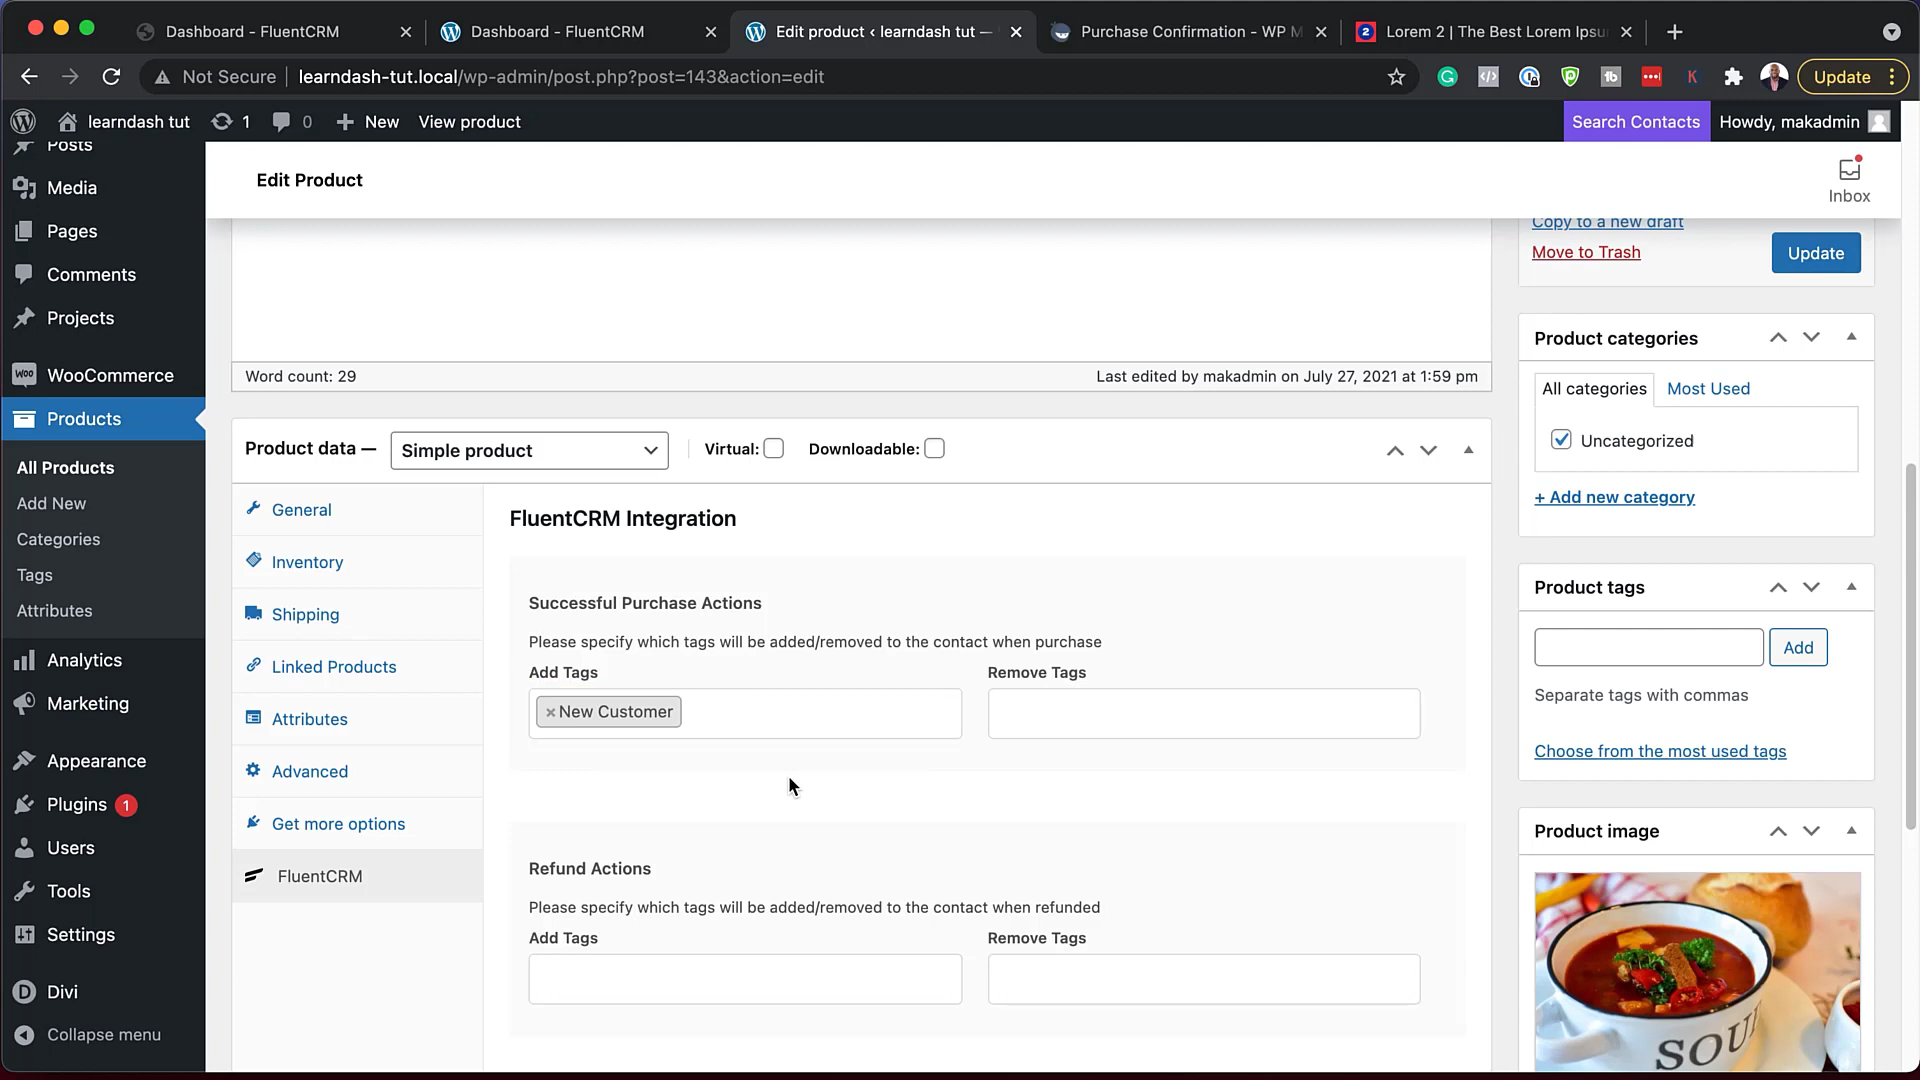 Dashboard - FluentCRM
Dashboard - FluentCRM
Edit product ‹ learndash tut —
Purchase Confirmation - WP M
Lorem 2 | The Best Lorem Ipsu
Not Secure
learndash-tut.local/wp-admin/post.php?post=143&action=edit
Update
learndash tut
1
0
New
View product
Search Contacts
Howdy, makadmin
Posts
Media
Pages
Comments
Projects
WooCommerce
Products
All Products
Add New
Categories
Tags
Attributes
Analytics
Marketing
Appearance
Plugins 1
Users
Tools
Settings
Divi
Collapse menu
Edit Product
Inbox
Word count: 29
Last edited by makadmin on July 27, 2021 at 1:59 pm
Product data —
Simple product
Virtual:
Downloadable:
General
Inventory
Shipping
Linked Products
Attributes
Advanced
Get more options
FluentCRM
FluentCRM Integration
Successful Purchase Actions
Please specify which tags will be added/removed to the contact when purchase
Add Tags
Remove Tags
×New Customer
Refund Actions
Please specify which tags will be added/removed to the contact when refunded
Add Tags
Remove Tags
Copy to a new draft
Move to Trash
Update
Product categories
All categories
Most Used
Uncategorized
+ Add new category
Product tags
Add
Separate tags with commas
Choose from the most used tags
Product image
SOU